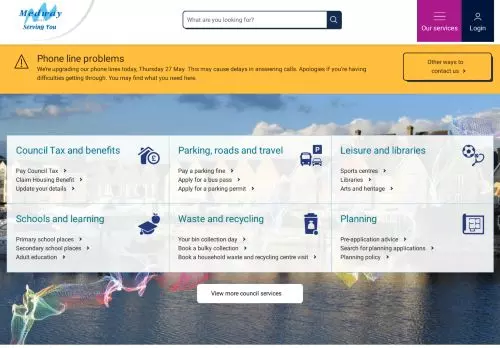 Medway
Serving You
What are you looking for?
Our services
Login
Phone line problems
We're upgrading our phone lines today, Thursday 27 May. This may cause delays in answering calls. Apologies if you're having
difficulties getting through. You may find what you need here.
Other ways to
contact us
Council Tax and benefits
Pay Council Tax
Claim Housing Benefit
Update your details
Parking, roads and travel
Pay a parking fine
Apply for a bus pass
Apply for a parking permit
P
Leisure and libraries
Sports centres
Libraries
Arts and heritage
Schools and learning
Primary school places
Secondary school places
Adult education
Waste and recycling
Your bin collection day
Book a bulky collection
Book a household waste and recycling centre visit
Planning
Pre-application advice
Search for planning applications
Planning policy
View more council services